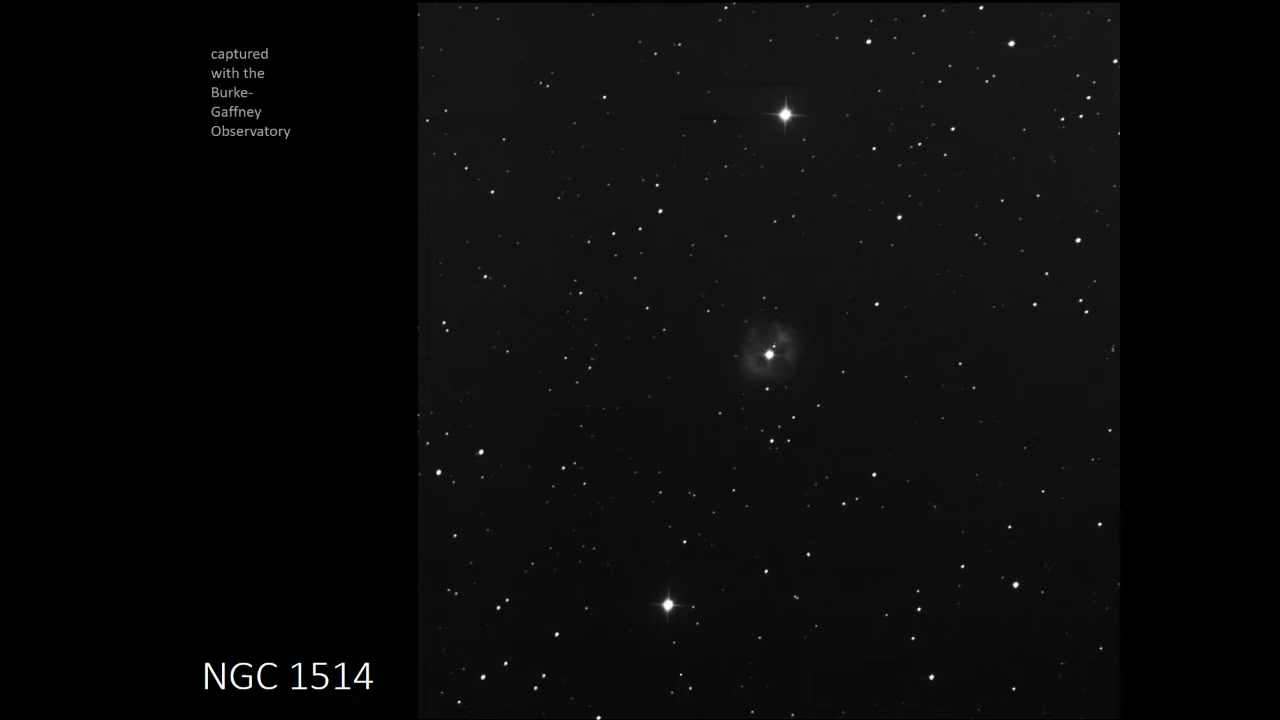 captured
with the
Burke-
Gaffney
Observatory
NGC 1514